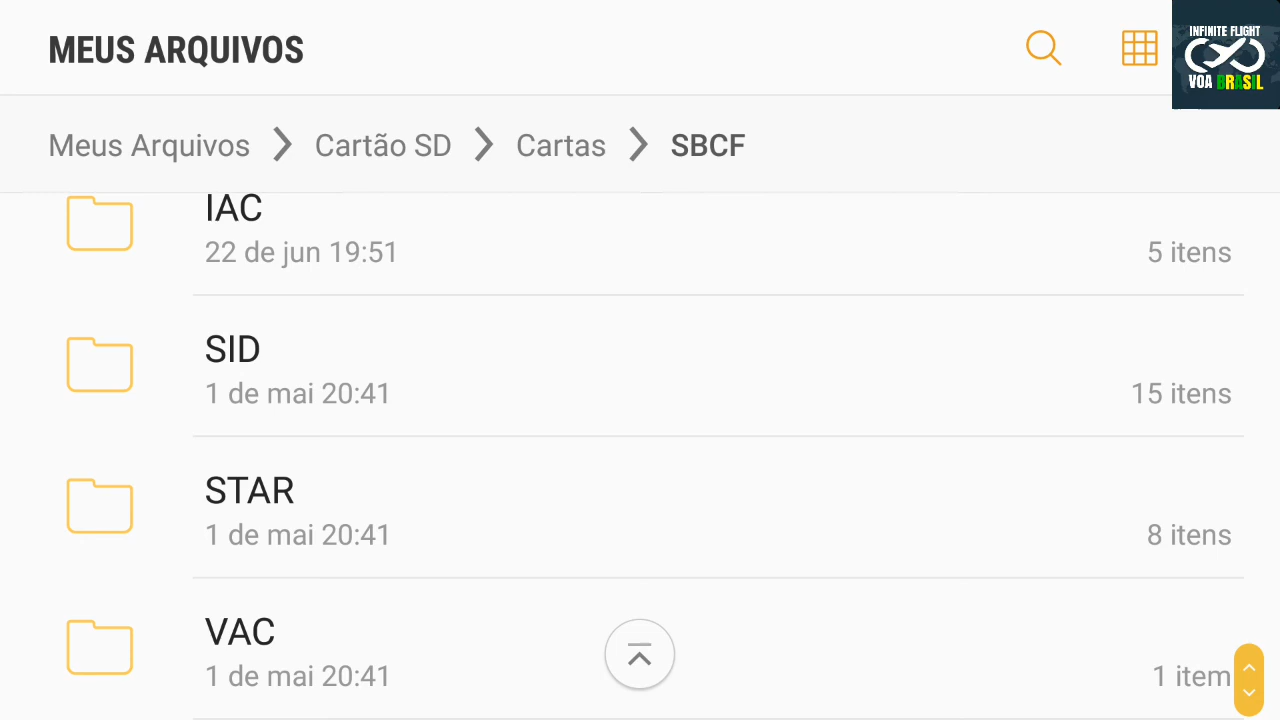 MEUS ARQUIVOS
INFINITE FLIGHT
VOA BRASIL
Meus Arquivos Cartão SD Cartas SBCF
IAC
22 de jun 19:51 5 itens
SID
1 de mai 20:41 15 itens
STAR
1 de mai 20:41 8 itens
VAC
1 de mai 20:41 1 item